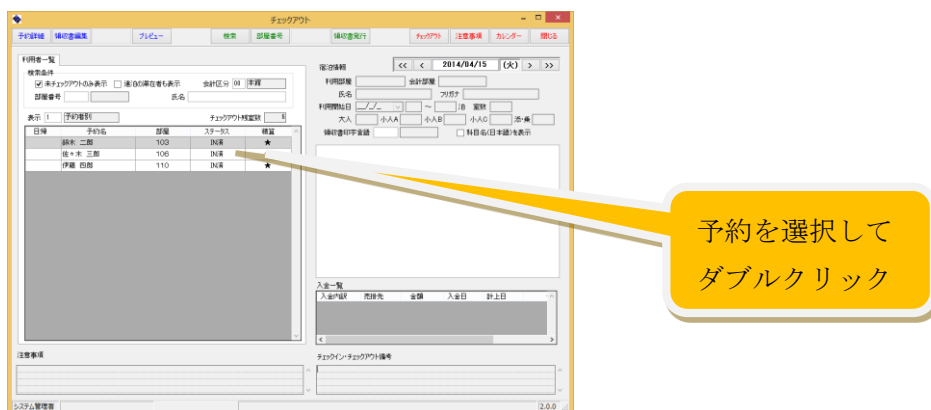 チェックアウト
予約詳細 領収書編集 プレビュー 検索 部屋番号 領収書発行 チェックアウト 注意事項 カレンダー 閉じる
利用者一覧
検索条件
未チェックアウトのみ表示 連泊の滞在者も表示 会計区分 00 本館
部屋番号 氏名
表示 1 予約者別 チェックアウト残室数 8
日帰 予約名 部屋 ステータス 積算
鈴木 二郎 103 IN済 ★
佐々木 三郎 106 IN済
伊藤 四郎 110 IN済 ★
宿泊情報 << < 2014/04/15 (火) > >>
利用部屋 会計部屋
氏名 フリガナ
利用開始日 _/_/_ ~ 泊 室数
大人 小人A 小人B 小人C 添・乗
領収書印字金額 科目名(日本語)を表示
入金一覧
入金内訳 売掛先 金額 入金日 計上日
注意事項
チェックイン・チェックアウト備考
システム管理者 2.0.0
予約を選択して
ダブルクリック